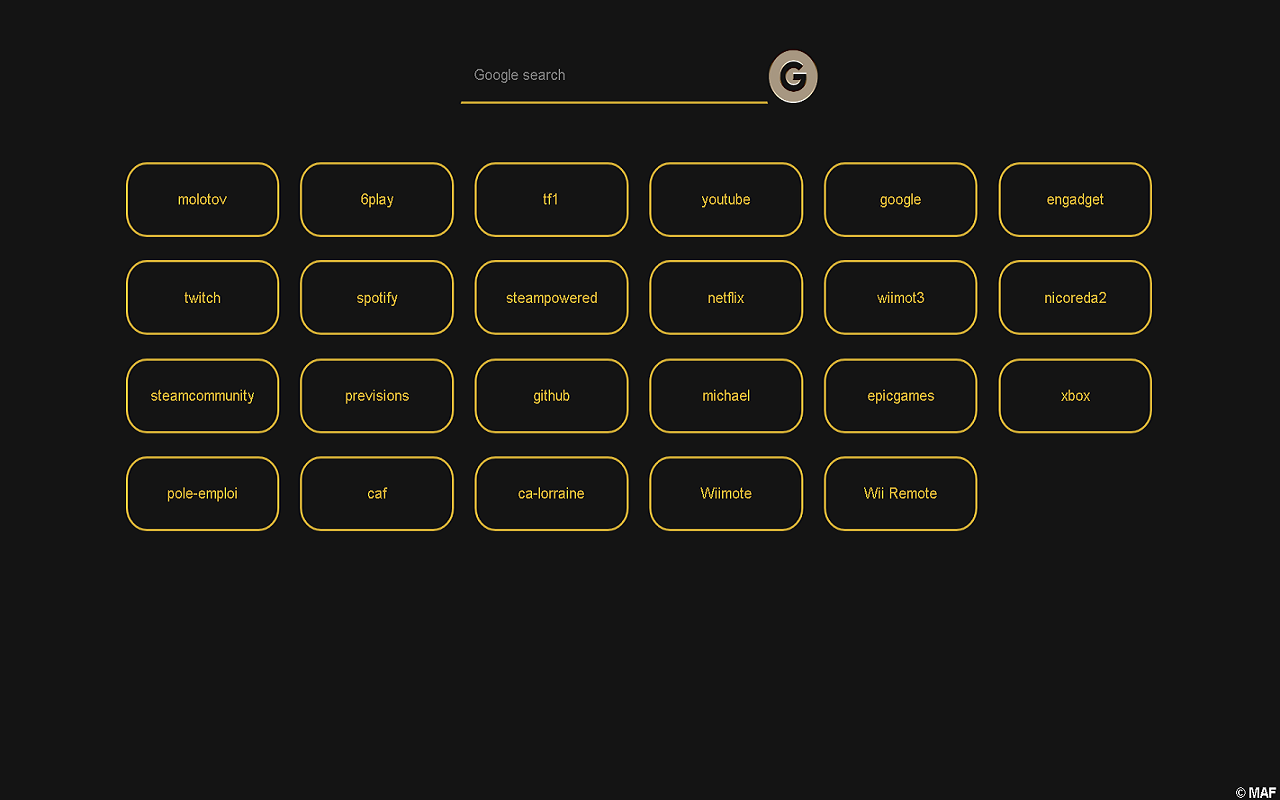 Google search
G
molotov
6play
tf1
youtube
google
engadget
twitch
spotify
steampowered
netflix
wiimot3
nicoreda2
steamcommunity
previsions
github
michael
epicgames
xbox
pole-emploi
caf
ca-lorraine
Wiimote
Wii Remote
© MAF